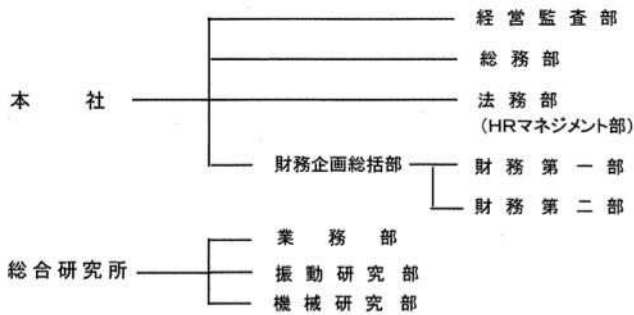 経営監査部
総務部
本社
法務部
(HRマネジメント部)
財務企画総括部
財務第一部
財務第二部
業務部
総合研究所
振動研究部
機械研究部